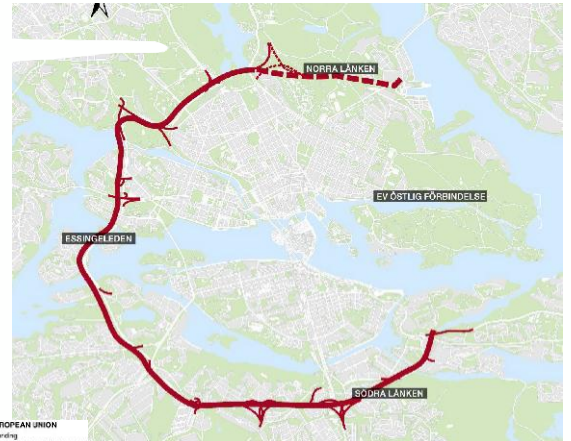 NORRA LÄNKEN
EV ÖSTLIG FÖRBINDELSE
ESSINGELEDEN
SÖDRA LÄNKEN
ROPEAN UNION
nding